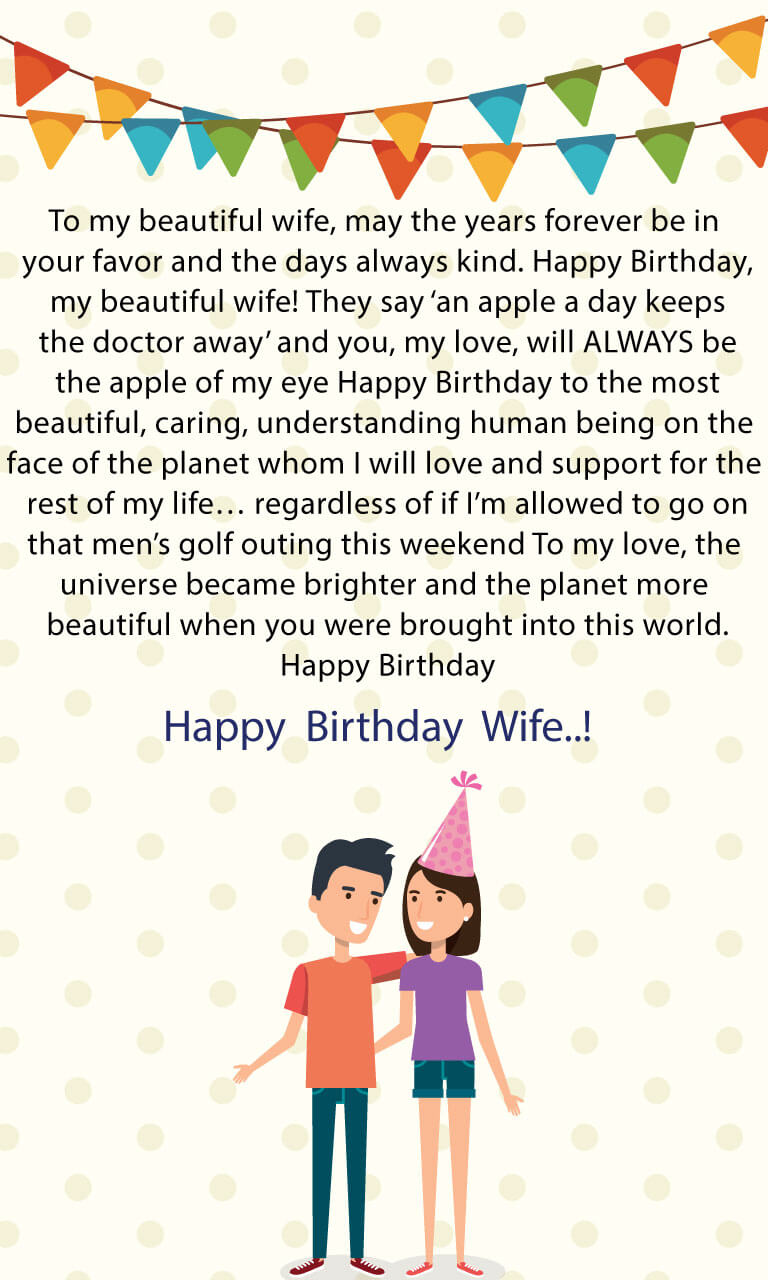 To my beautiful wife, may the years forever be in
your favor and the days always kind. Happy Birthday,
my beautiful wife! They say ‘an apple a day keeps
the doctor away’ and you, my love, will ALWAYS be
the apple of my eye Happy Birthday to the most
beautiful, caring, understanding human being on the
face of the planet whom I will love and support for the
rest of my life… regardless of if I’m allowed to go on
that men’s golf outing this weekend To my love, the
universe became brighter and the planet more
beautiful when you were brought into this world.
Happy Birthday
Happy Birthday Wife..!